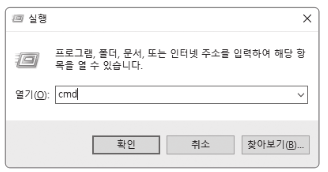 실행
프로그램, 폴더, 문서, 또는 인터넷 주소를 입력하여 해당 항
목을 열 수 있습니다.
열기(O): cmd
확인 취소 찾아보기(B)...